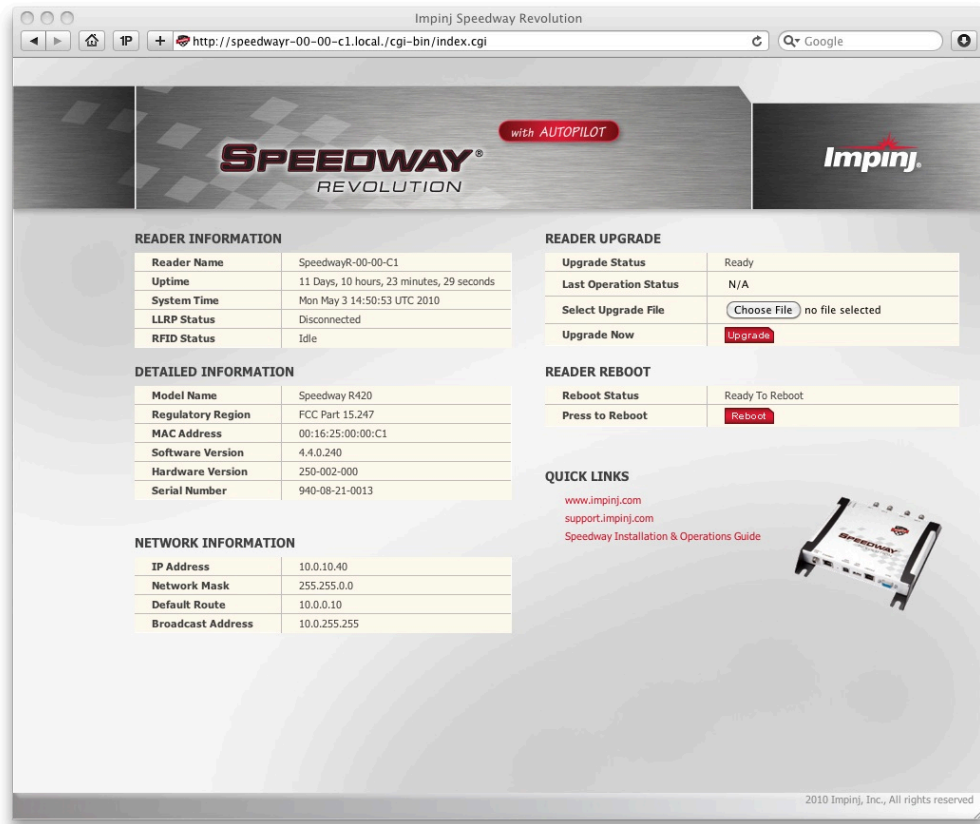 Impinj Speedway Revolution
1P + http://speedwayr-00-00-c1.local./cgi-bin/index.cgi Google
with AUTOPILOT
SPEEDWAY®
REVOLUTION
Impinj.
READER INFORMATION
Reader Name SpeedwayR-00-00-C1
Uptime 11 Days, 10 hours, 23 minutes, 29 seconds
System Time Mon May 3 14:50:53 UTC 2010
LLRP Status Disconnected
RFID Status Idle
DETAILED INFORMATION
Model Name Speedway R420
Regulatory Region FCC Part 15.247
MAC Address 00:16:25:00:00:C1
Software Version 4.4.0.240
Hardware Version 250-002-000
Serial Number 940-08-21-0013
NETWORK INFORMATION
IP Address 10.0.10.40
Network Mask 255.255.0.0
Default Route 10.0.0.10
Broadcast Address 10.0.255.255
READER UPGRADE
Upgrade Status Ready
Last Operation Status N/A
Select Upgrade File Choose File no file selected
Upgrade Now Upgrade
READER REBOOT
Reboot Status Ready To Reboot
Press to Reboot Reboot
QUICK LINKS
www.impinj.com
support.impinj.com
Speedway Installation & Operations Guide
SPEEDWAY
2010 Impinj, Inc., All rights reserved